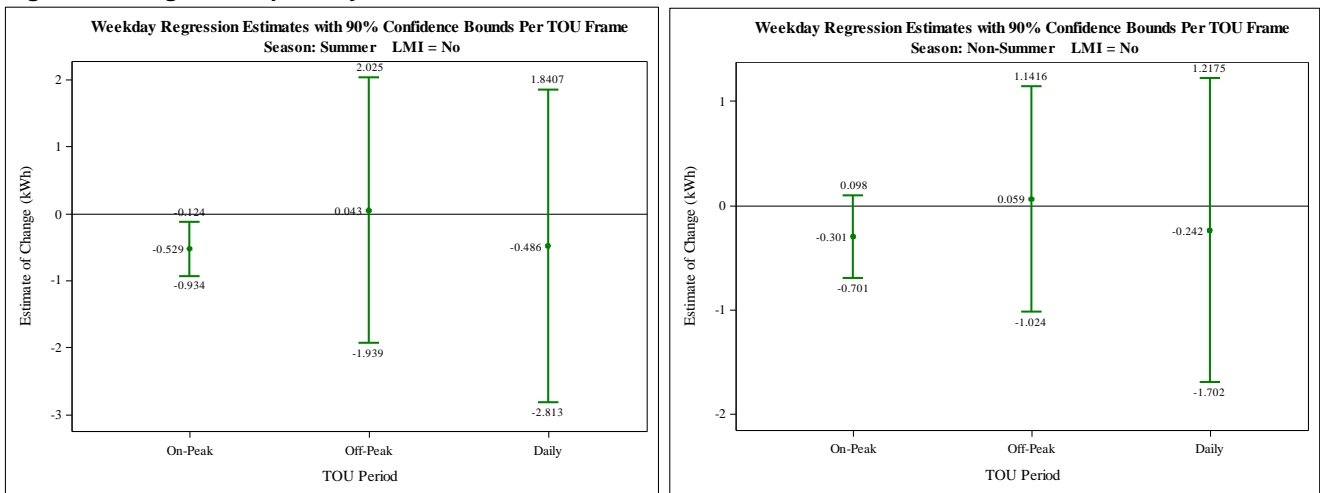 Weekday Regression Estimates with 90% Confidence Bounds Per TOU Frame
Season: Summer LMI = No
2.025
1.8407
2
1
-0.124
0
0.043
-0.529
-0.486
-0.934
-1
-1.939
-2
-2.813
-3
Estimate of Change (kWh)
On-Peak Off-Peak Daily
TOU Period
Weekday Regression Estimates with 90% Confidence Bounds Per TOU Frame
Season: Non-Summer LMI = No
1.2175
1.1416
1
0.098
0.059
0
-0.242
-0.301
-0.701
-1.024
-1
-1.702
-2
Estimate of Change (kWh)
On-Peak Off-Peak Daily
TOU Period